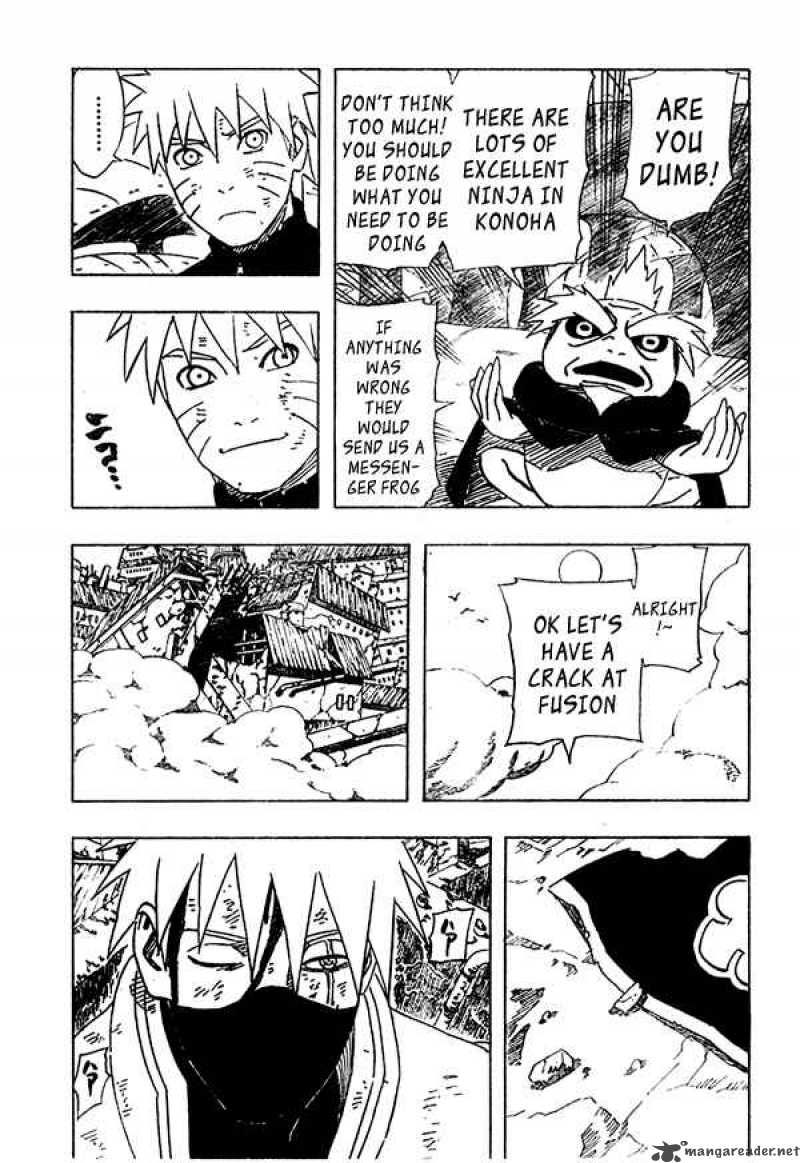 ARE
YOU
DUMB!
THERE ARE
LOTS OF
EXCELLENT
NINJA IN
KONOHA
DON'T THINK
TOO MUCH!
YOU SHOULD
BE DOING
WHAT YOU
NEED TO BE
DOING
IF
ANYTHING
WAS
WRONG
THEY
WOULD
SEND US A
MESSEN-
GER FROG
.........
ALRIGHT
!~
OK LET'S
HAVE A
CRACK AT
FUSION
mangareader.net